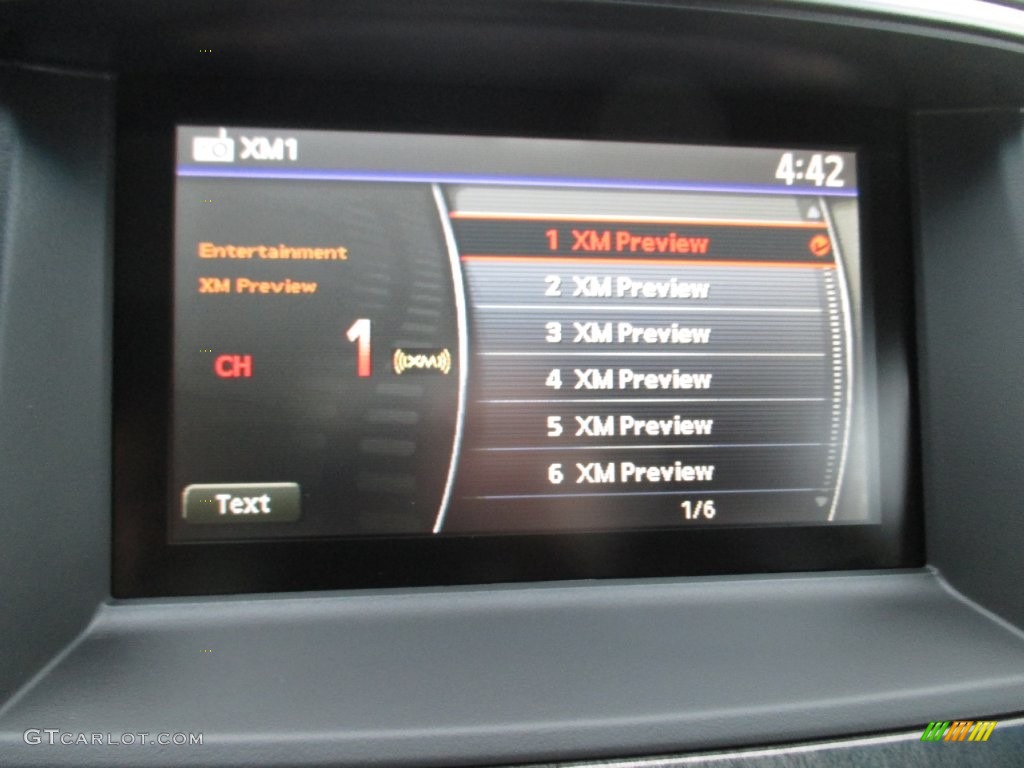 XM1
4:42
Entertainment
XM Preview
CH 1 ((XM))
Text
1 XM Preview
2 XM Preview
3 XM Preview
4 XM Preview
5 XM Preview
6 XM Preview
1/6
GTCARLOT.COM